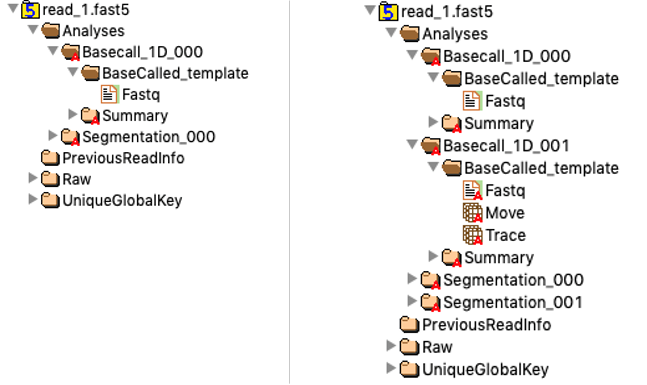 read_1.fast5
Analyses
Basecall_1D_000
BaseCalled_template
Fastq
Summary
Segmentation_000
PreviousReadInfo
Raw
UniqueGlobalKey
read_1.fast5
Analyses
Basecall_1D_000
BaseCalled_template
Fastq
Summary
Basecall_1D_001
BaseCalled_template
Fastq
Move
Trace
Summary
Segmentation_000
Segmentation_001
PreviousReadInfo
Raw
UniqueGlobalKey